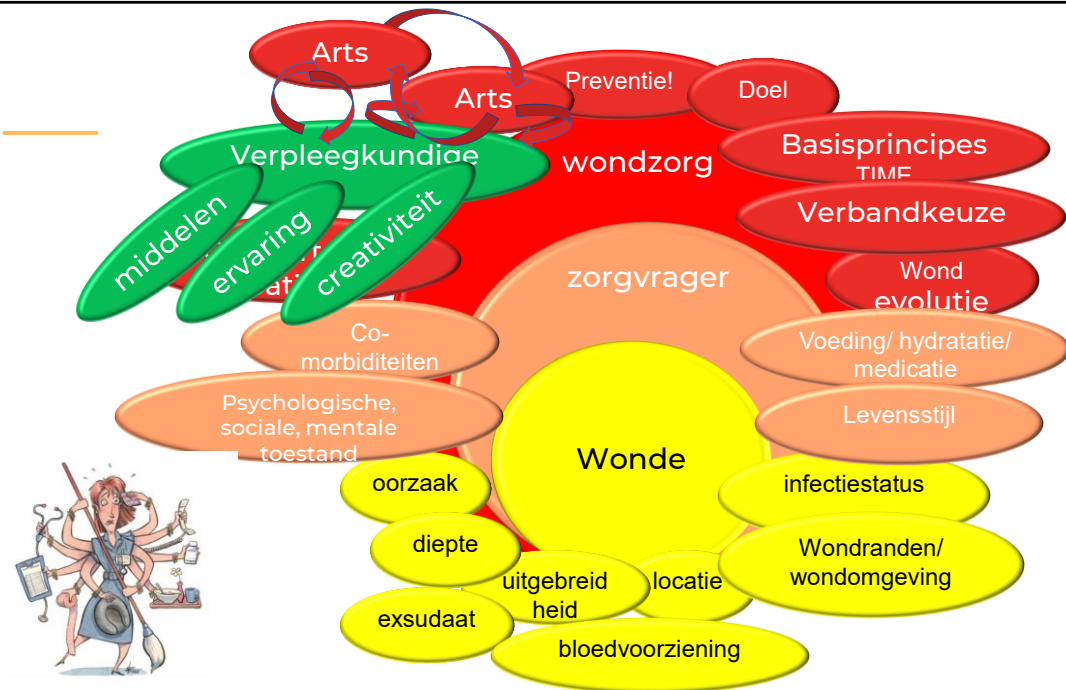 Arts
Arts
Preventie!
Doel
Verpleegkundige
wondzorg
Basisprincipes
TIME
middelen
ervaring
creativiteit
Verbandkeuze
zorgvrager
Wond
evolutie
Co-
morbiditeiten
Voeding/ hydratatie/
medicatie
Psychologische,
sociale, mentale
toestand
Levensstijl
Wonde
oorzaak
infectiestatus
diepte
Wondranden/
wondomgeving
uitgebreid
heid
locatie
exsudaat
bloedvoorziening